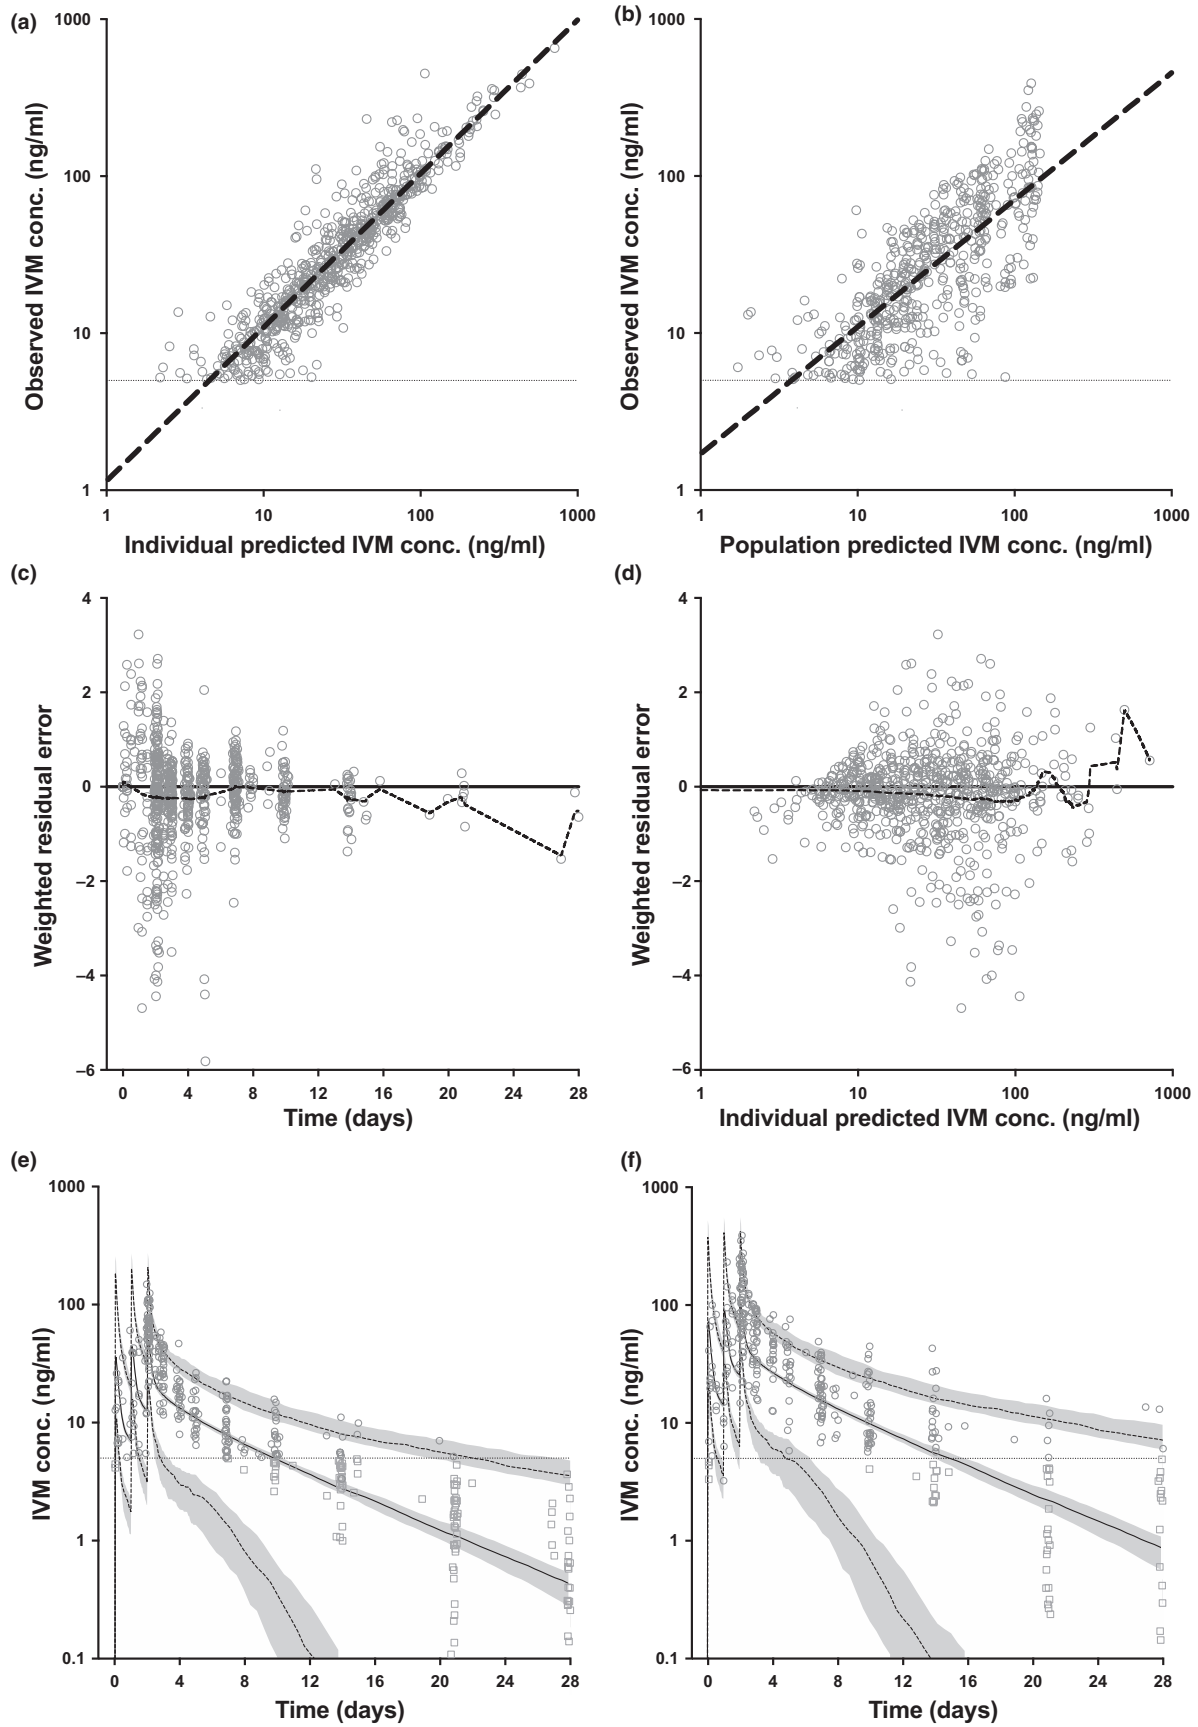 (a)
1000
100
10
1
Observed IVM conc. (ng/ml)
1 10 100 1000
Individual predicted IVM conc. (ng/ml)
(b)
1000
100
10
1
Observed IVM conc. (ng/ml)
1 10 100 1000
Population predicted IVM conc. (ng/ml)
(c)
4
2
0
–2
–4
–6
Weighted residual error
0 4 8 12 16 20 24 28
Time (days)
(d)
4
2
0
–2
–4
–6
Weighted residual error
1 10 100 1000
Individual predicted IVM conc. (ng/ml)
(e)
1000
100
10
1
0.1
IVM conc. (ng/ml)
0 4 8 12 16 20 24 28
Time (days)
(f)
1000
100
10
1
0.1
IVM conc. (ng/ml)
0 4 8 12 16 20 24 28
Time (days)